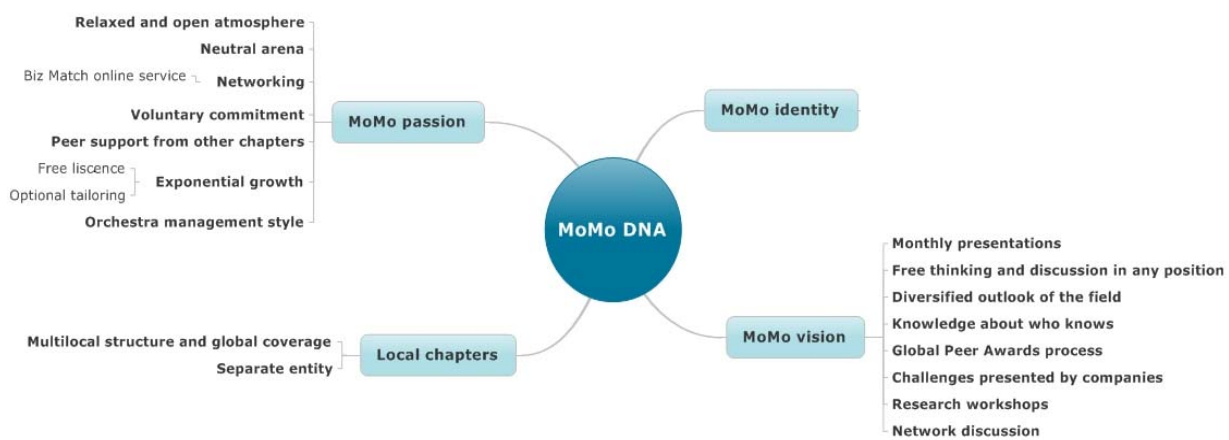 Relaxed and open atmosphere
Neutral arena
Biz Match online service
Networking
Voluntary commitment
Peer support from other chapters
Free liscence
Optional tailoring
Exponential growth
Orchestra management style
MoMo passion
MoMo identity
MoMo DNA
Multilocal structure and global coverage
Separate entity
Local chapters
MoMo vision
Monthly presentations
Free thinking and discussion in any position
Diversified outlook of the field
Knowledge about who knows
Global Peer Awards process
Challenges presented by companies
Research workshops
Network discussion